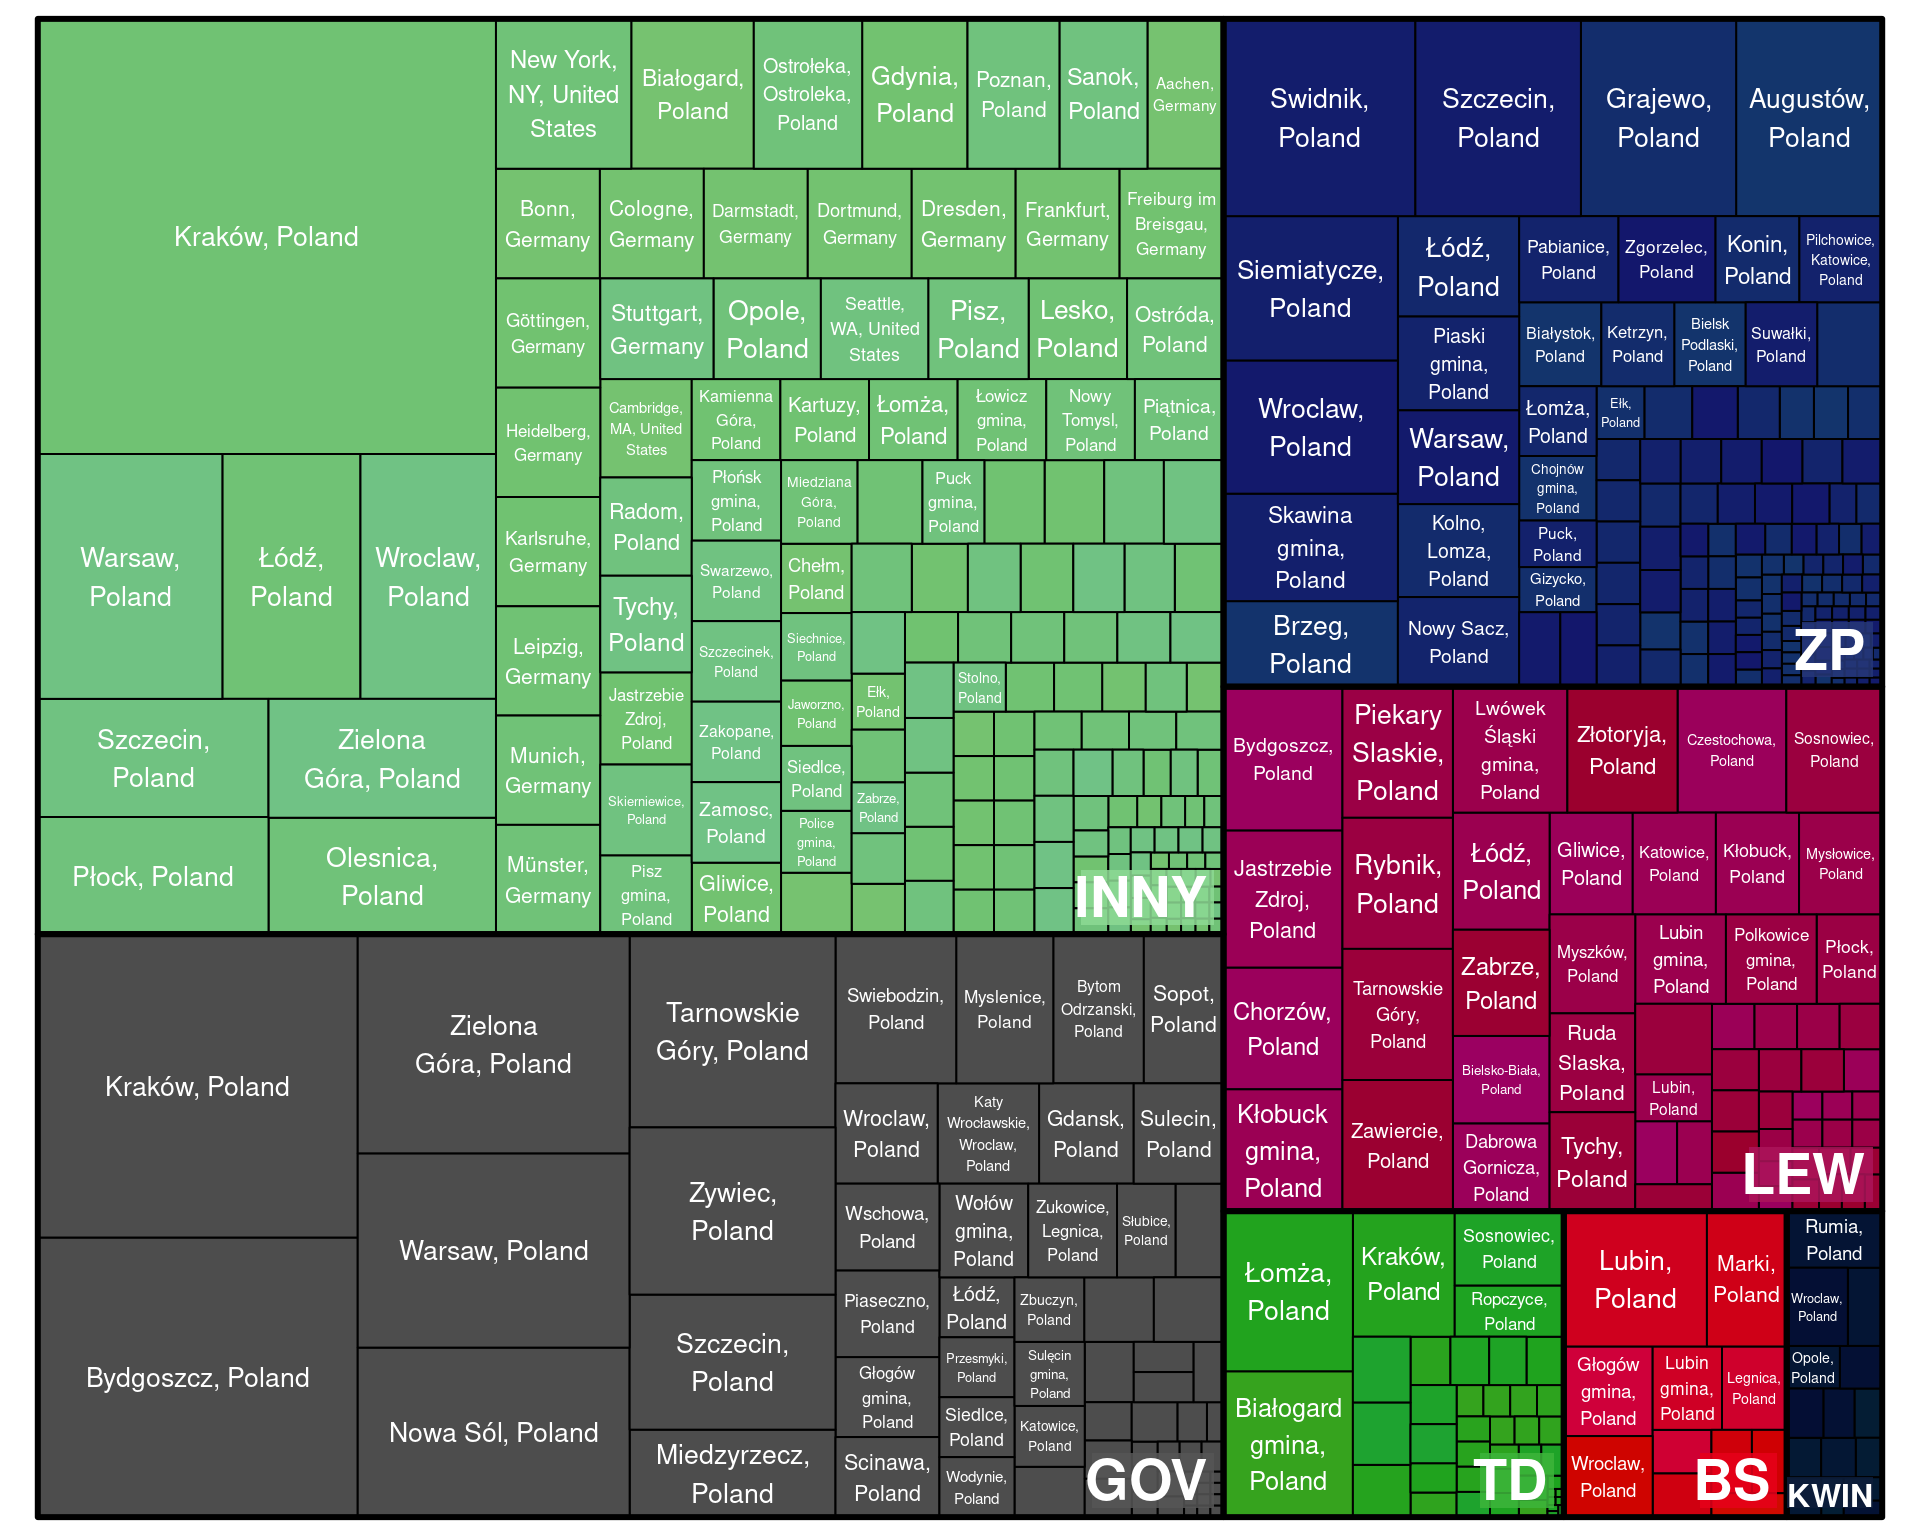 Kraków, Poland
New York,
NY, United
States
Białogard,
Poland
Ostrołeka,
Ostroleka,
Poland
Gdynia,
Poland
Poznan,
Poland
Sanok,
Poland
Aachen,
Germany
Bonn,
Germany
Cologne,
Germany
Darmstadt,
Germany
Dortmund,
Germany
Dresden,
Germany
Frankfurt,
Germany
Freiburg im
Breisgau,
Germany
Göttingen,
Germany
Stuttgart,
Germany
Opole,
Poland
Seattle,
WA, United
States
Pisz,
Poland
Lesko,
Poland
Ostróda,
Poland
Heidelberg,
Germany
Cambridge,
MA, United
States
Kamienna
Góra,
Poland
Kartuzy,
Poland
Łomża,
Poland
Łowicz
gmina,
Poland
Nowy
Tomysl,
Poland
Piątnica,
Poland
Warsaw,
Poland
Łódź,
Poland
Wroclaw,
Poland
Karlsruhe,
Germany
Radom,
Poland
Płońsk
gmina,
Poland
Miedziana
Góra,
Poland
Puck
gmina,
Poland
Swarzewo,
Poland
Chełm,
Poland
Leipzig,
Germany
Tychy,
Poland
Szczecinek,
Poland
Siechnice,
Poland
Jastrzebie
Zdroj,
Poland
Jaworzno,
Poland
Ełk,
Poland
Stolno,
Poland
Szczecin,
Poland
Zielona
Góra, Poland
Munich,
Germany
Zakopane,
Poland
Siedlce,
Poland
Skierniewice,
Poland
Zamosc,
Poland
Zabrze,
Poland
Płock, Poland
Olesnica,
Poland
Münster,
Germany
Pisz
gmina,
Poland
Gliwice,
Poland
Police
gmina,
Poland
INNY
Swidnik,
Poland
Szczecin,
Poland
Grajewo,
Poland
Augustów,
Poland
Siemiatycze,
Poland
Łódź,
Poland
Pabianice,
Poland
Zgorzelec,
Poland
Konin,
Poland
Pilchowice,
Katowice,
Poland
Piaski
gmina,
Poland
Białystok,
Poland
Ketrzyn,
Poland
Bielsk
Podlaski,
Poland
Suwałki,
Poland
Wroclaw,
Poland
Warsaw,
Poland
Łomża,
Poland
Ełk,
Poland
Chojnów
gmina,
Poland
Skawina
gmina,
Poland
Kolno,
Lomza,
Poland
Puck,
Poland
Gizycko,
Poland
Brzeg,
Poland
Nowy Sacz,
Poland
ZP
Bydgoszcz,
Poland
Piekary
Slaskie,
Poland
Lwówek
Śląski
gmina,
Poland
Złotoryja,
Poland
Czestochowa,
Poland
Sosnowiec,
Poland
Jastrzebie
Zdroj,
Poland
Rybnik,
Poland
Łódź,
Poland
Gliwice,
Poland
Katowice,
Poland
Kłobuck,
Poland
Mysłowice,
Poland
Chorzów,
Poland
Tarnowskie
Góry,
Poland
Zabrze,
Poland
Myszków,
Poland
Lubin
gmina,
Poland
Polkowice
gmina,
Poland
Płock,
Poland
Bielsko-Biała,
Poland
Ruda
Slaska,
Poland
Lubin,
Poland
Kłobuck
gmina,
Poland
Zawiercie,
Poland
Dabrowa
Gornicza,
Poland
Tychy,
Poland
LEW
Kraków, Poland
Zielona
Góra, Poland
Tarnowskie
Góry, Poland
Swiebodzin,
Poland
Myslenice,
Poland
Bytom
Odrzanski,
Poland
Sopot,
Poland
Wroclaw,
Poland
Katy
Wrocławskie,
Wroclaw,
Poland
Gdansk,
Poland
Sulecin,
Poland
Warsaw, Poland
Zywiec,
Poland
Wschowa,
Poland
Wołów
gmina,
Poland
Zukowice,
Legnica,
Poland
Słubice,
Poland
Bydgoszcz, Poland
Szczecin,
Poland
Piaseczno,
Poland
Łódź,
Poland
Zbuczyn,
Poland
Nowa Sól, Poland
Głogów
gmina,
Poland
Przesmyki,
Poland
Sulęcin
gmina,
Poland
Siedlce,
Poland
Katowice,
Poland
Miedzyrzecz,
Poland
Scinawa,
Poland
Wodynie,
Poland
GOV
Łomża,
Poland
Kraków,
Poland
Sosnowiec,
Poland
Ropczyce,
Poland
Białogard
gmina,
Poland
TD
Lubin,
Poland
Marki,
Poland
Głogów
gmina,
Poland
Lubin
gmina,
Poland
Legnica,
Poland
Wroclaw,
Poland
BS
Rumia,
Poland
Wroclaw,
Poland
Opole,
Poland
KWIN